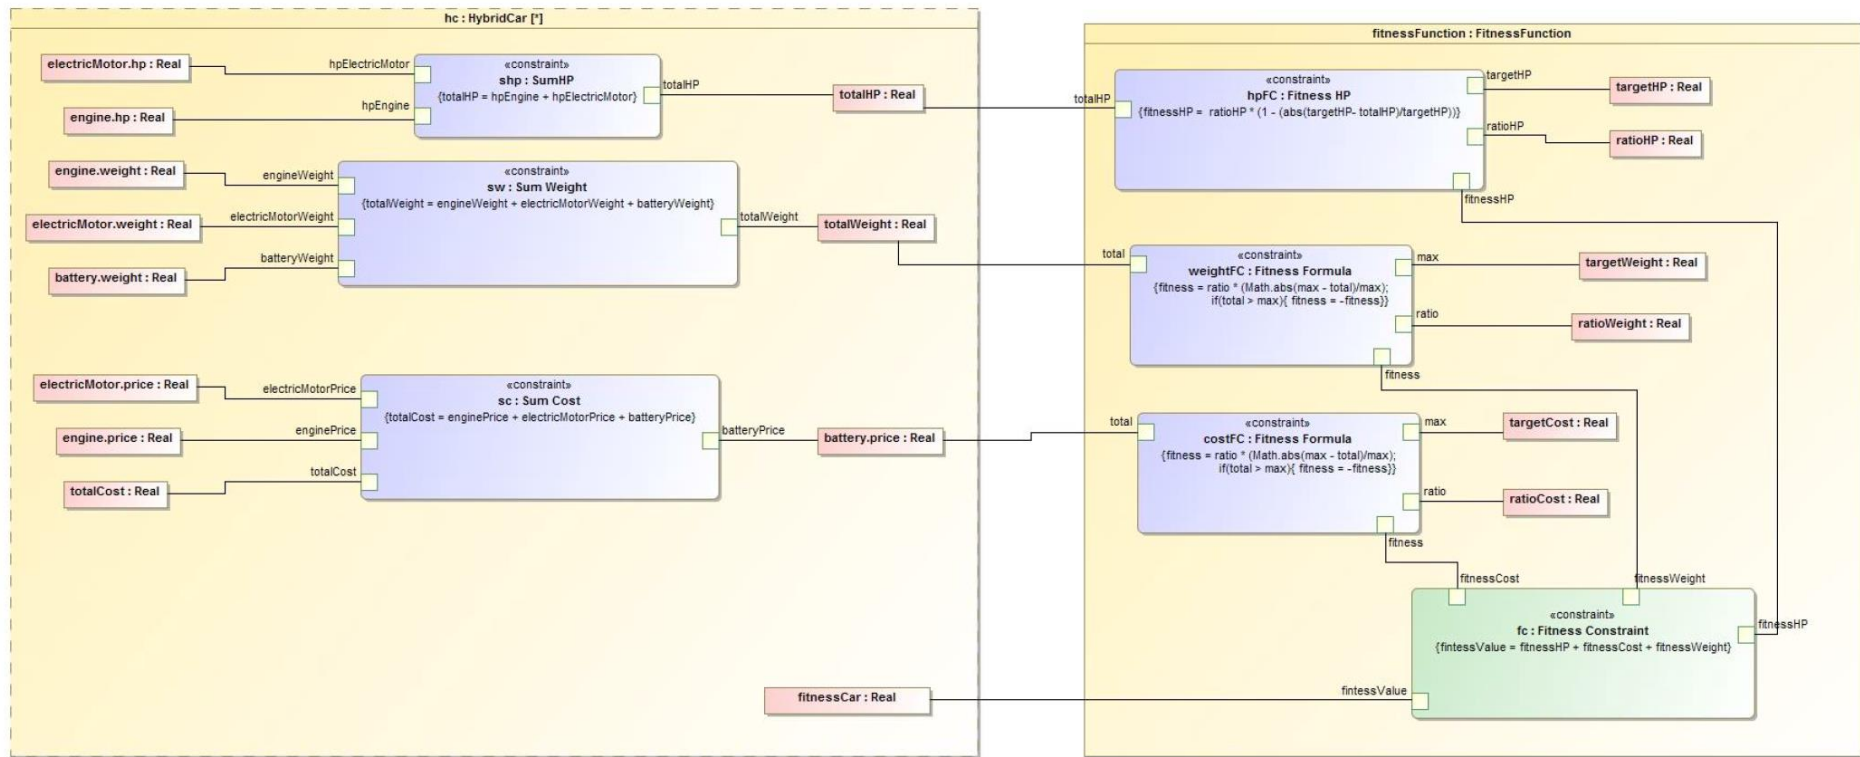 hc : HybridCar [*]
electricMotor.hp : Real
hpElectricMotor
engine.hp : Real
hpEngine
«constraint»
shp : SumHP
{totalHP = hpEngine + hpElectricMotor}
totalHP
totalHP : Real
engine.weight : Real
engineWeight
electricMotor.weight : Real
electricMotorWeight
battery.weight : Real
batteryWeight
«constraint»
sw : Sum Weight
{totalWeight = engineWeight + electricMotorWeight + batteryWeight}
totalWeight
totalWeight : Real
electricMotor.price : Real
electricMotorPrice
engine.price : Real
enginePrice
totalCost : Real
totalCost
«constraint»
sc : Sum Cost
{totalCost = enginePrice + electricMotorPrice + batteryPrice}
batteryPrice
battery.price : Real
fitnessCar : Real
fitnessFunction : FitnessFunction
totalHP
«constraint»
hpFC : Fitness HP
{fitnessHP =  ratioHP * (1 - (abs(targetHP- totalHP)/targetHP))}
targetHP
targetHP : Real
ratioHP
ratioHP : Real
fitnessHP
total
«constraint»
weightFC : Fitness Formula
{fitness = ratio * (Math.abs(max - total)/max);
if(total > max){ fitness = -fitness}}
max
targetWeight : Real
ratio
ratioWeight : Real
fitness
total
«constraint»
costFC : Fitness Formula
{fitness = ratio * (Math.abs(max - total)/max);
if(total > max){ fitness = -fitness}}
max
targetCost : Real
ratio
ratioCost : Real
fitness
fitnessCost
fitnessWeight
«constraint»
fc : Fitness Constraint
{fintessValue = fitnessHP + fitnessCost + fitnessWeight}
fitnessHP
fintessValue